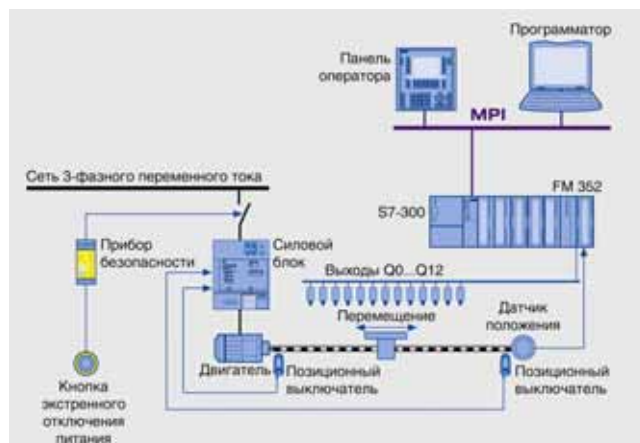 Программатор
Панель
оператора
MPI
Сеть 3-фазного переменного тока
FM 352
S7-300
Прибор
безопасности
Силовой
блок
Выходы Q0...Q12
Перемещение
Датчик
положения
Двигатель
Позиционный
выключатель
Позиционный
выключатель
Кнопка
экстренного
отключения
питания